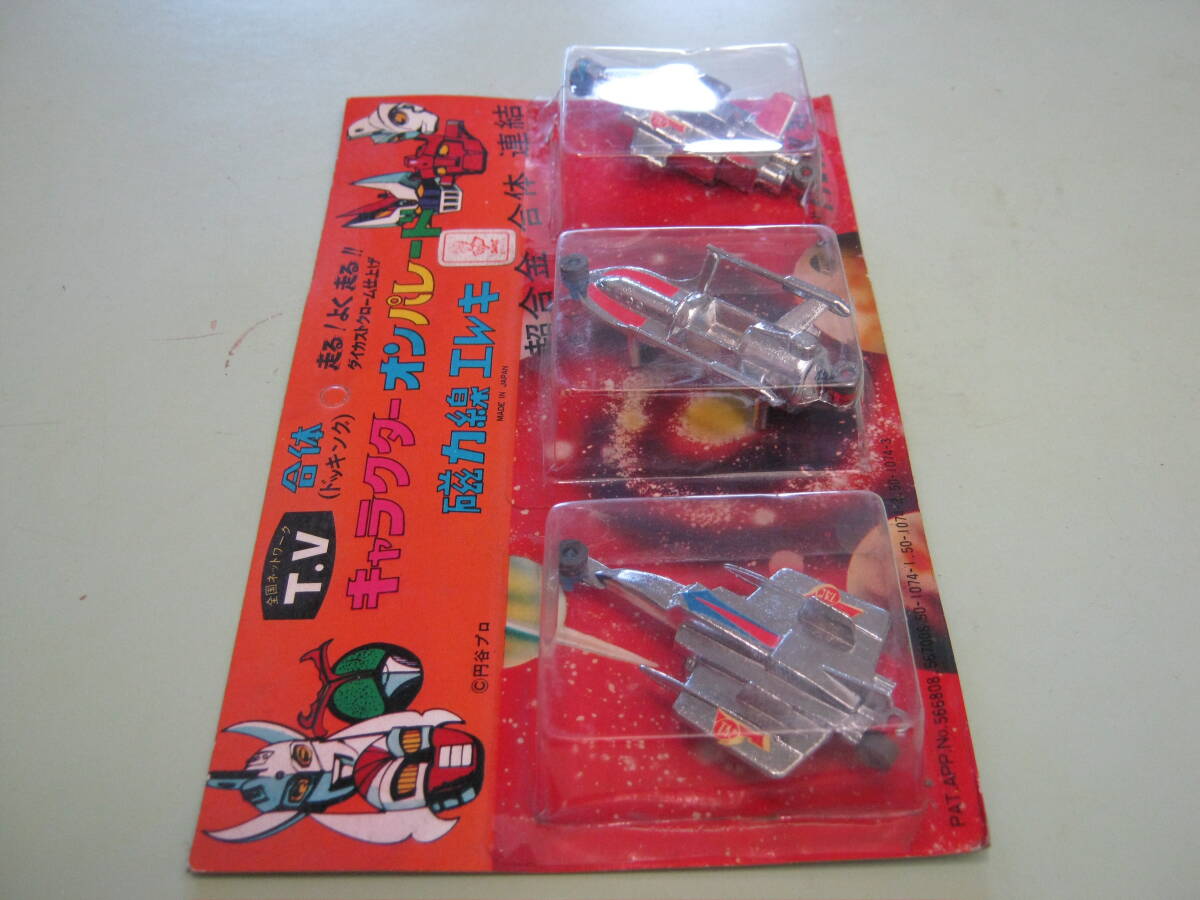 走る!よく走る!!
ダイカストクローム仕上げ
合体
(ドッキング)
全国ネットワーク
T.V
キャラクターオンパレード
磁力線エレキ
MADE IN JAPAN
©円谷プロ
超合金 合体 連結